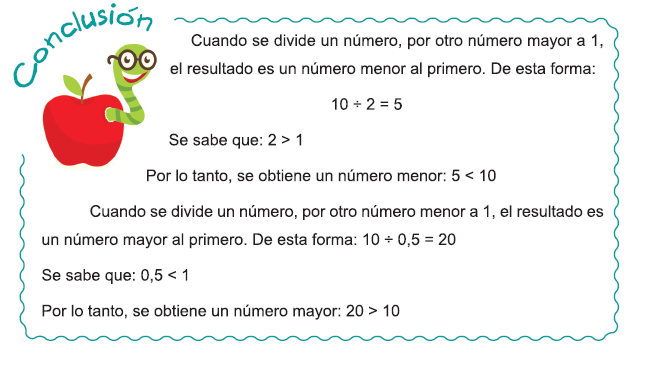 Conclusión
Cuando se divide un número, por otro número mayor a 1,
el resultado es un número menor al primero. De esta forma:
10 ÷ 2 = 5
Se sabe que: 2 > 1
Por lo tanto, se obtiene un número menor: 5 < 10
Cuando se divide un número, por otro número menor a 1, el resultado es
un número mayor al primero. De esta forma: 10 ÷ 0,5 = 20
Se sabe que: 0,5 < 1
Por lo tanto, se obtiene un número mayor: 20 > 10